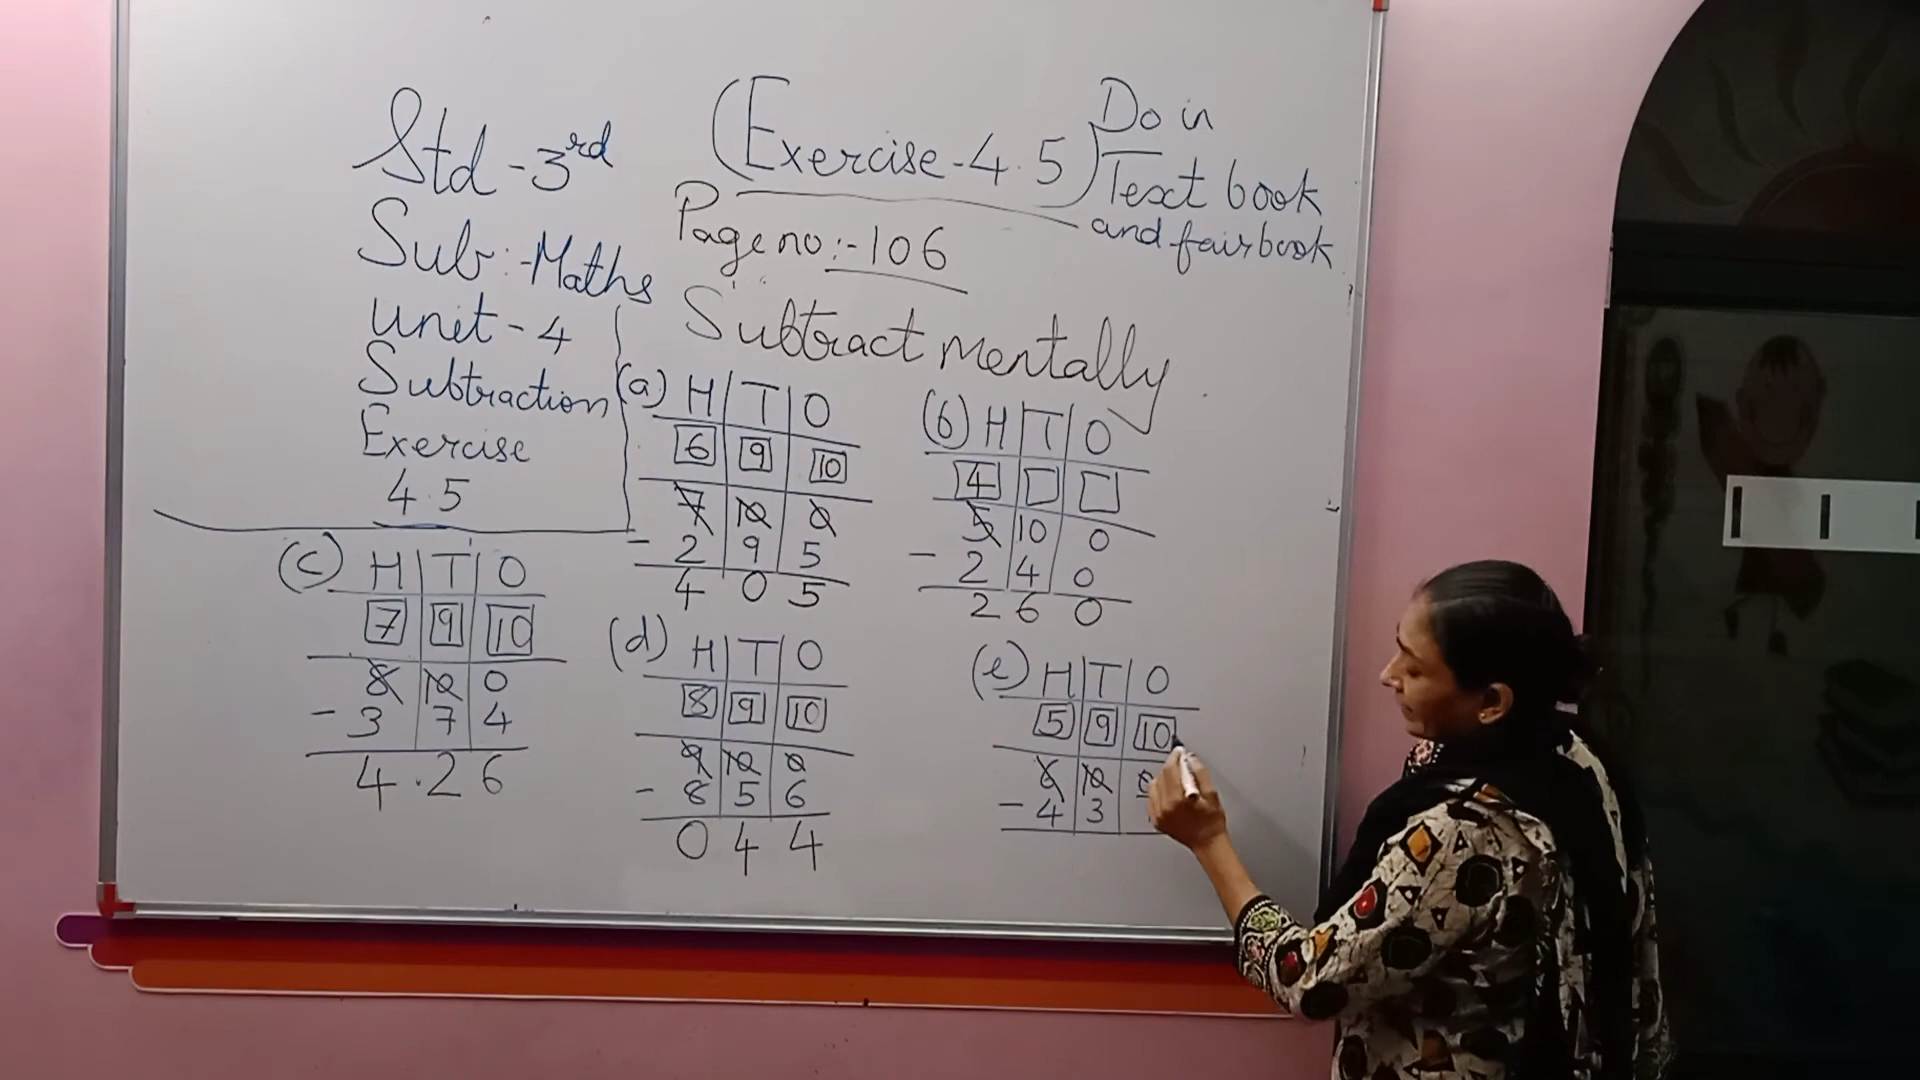 Std - 3rd
Sub :- Maths
Unit - 4
Subtraction
Exercise
4.5
(Exercise - 4.5)
Do in
Text book
and fairbook
Page no :- 106
Subtract mentally
(a) H T O
6 9 10
7 10 0
- 2 9 5
4 0 5
(b) H T O
4
5 10 0
- 2 4 0
2 6 0
(c) H T O
7 9 10
8 10 0
- 3 7 4
4 . 2 6
(d) H T O
8 9 10
9 10 0
- 8 5 6
0 4 4
(e) H T O
5 9 10
6 10
- 4 3